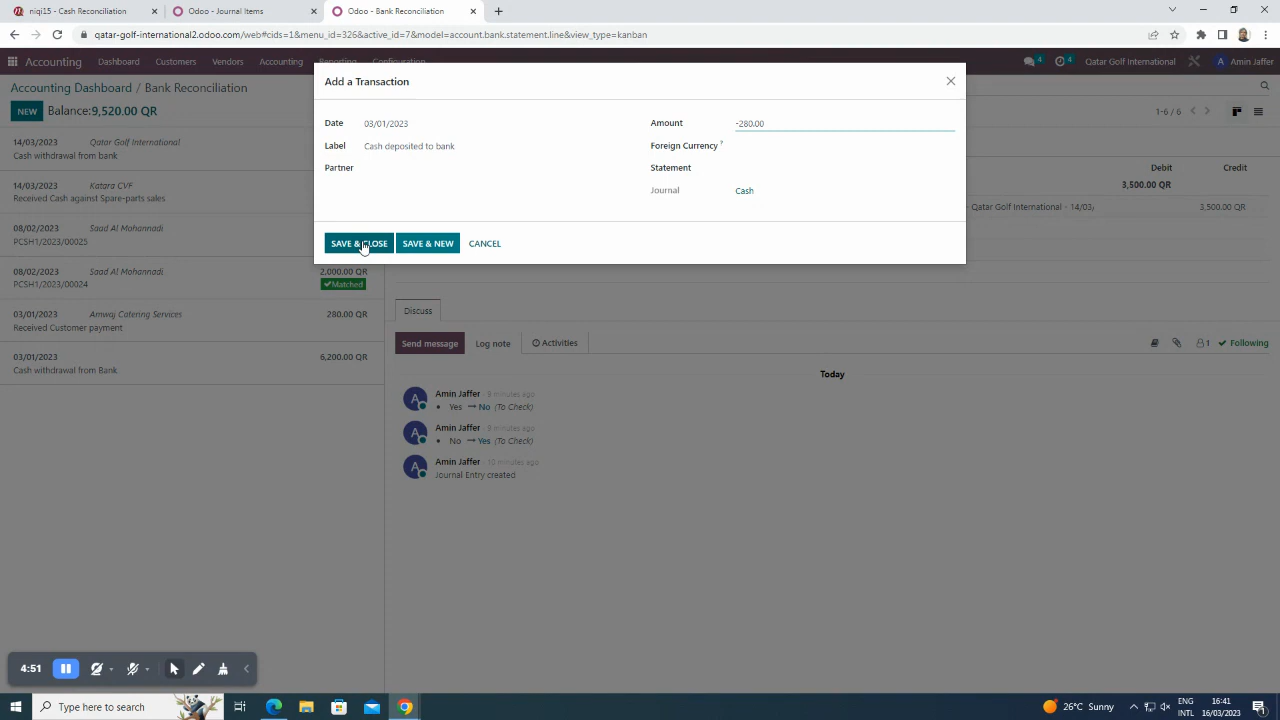 niqi15 - Cash Reconciliation
Odoo - Journal Items
Odoo - Bank Reconciliation
qatar-golf-international2.odoo.com/web#cids=1&menu_id=326&active_id=7&model=account.bank.statement.line&view_type=kanban
Accounting Dashboard Customers Vendors Accounting Reporting Configuration 4 4 Qatar Golf International A Amin Jaffer
Accounting Dashboard / Bank Reconciliation
NEW Balance:9,520.00 QR 1-6 / 6
Add a Transaction
Date 03/01/2023 Amount -280.00
Label Cash deposited to bank Foreign Currency ?
Partner Statement
Journal Cash
SAVE & CLOSE SAVE & NEW CANCEL
14/03/2023 Qatar Golf International
Cash withdrawal from bank
14/03/2023 Katara CVF
Received Cash against Spare-parts sales
08/02/2023 Saad Al Mohannadi
PCSH1/2023/00025
08/02/2023 Saad Al Mohannadi 2,000.00 QR
PCSH1/2023/00024 Matched
03/01/2023 Amwaj Catering Services 280.00 QR
Received Customer payment
03/01/2023 6,200.00 QR
Cash withdrawal from Bank
Debit Credit
3,500.00 QR
- Qatar Golf International - 14/03/ 3,500.00 QR
Discuss
Send message Log note Activities 1 Following
Today
A Amin Jaffer - 9 minutes ago
• Yes → No (To Check)
A Amin Jaffer - 9 minutes ago
• No → Yes (To Check)
A Amin Jaffer - 10 minutes ago
Journal Entry created
4:51
Type here to search
26°C Sunny
ENG
INTL
16:41
16/03/2023
1